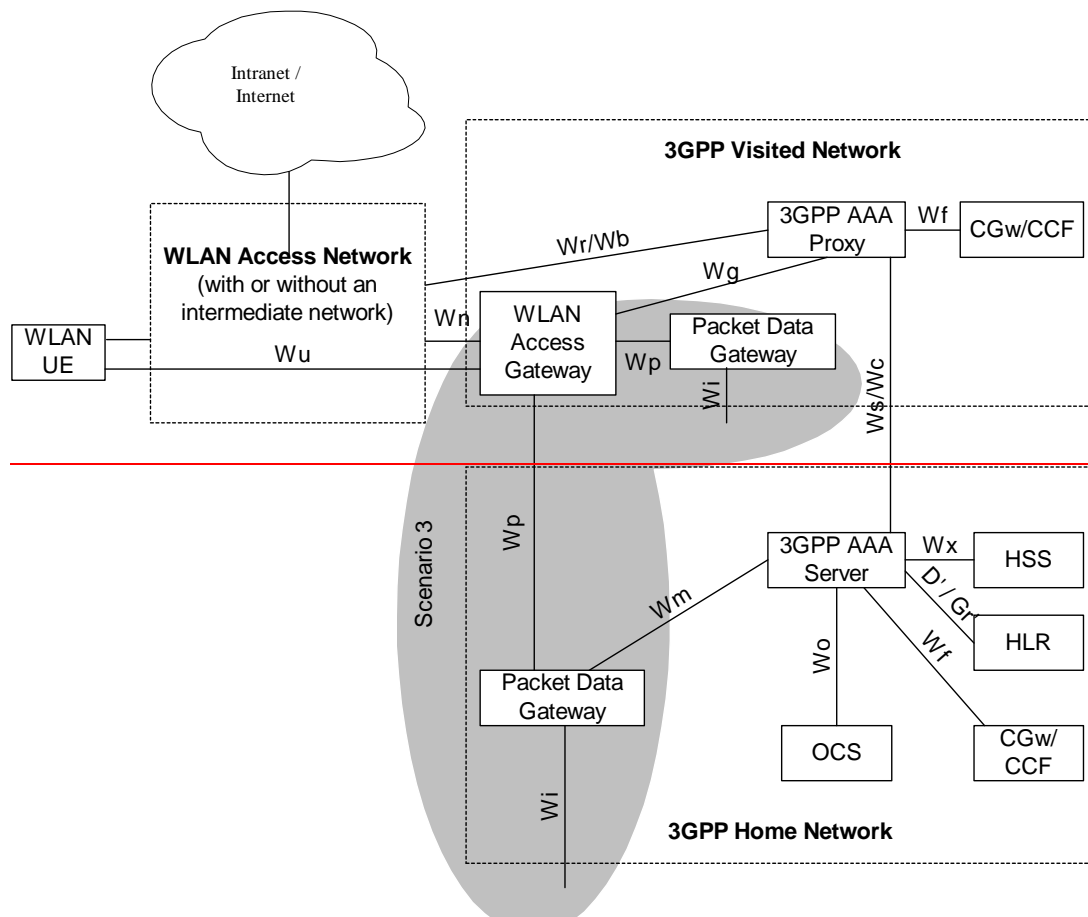 Intranet /
Internet
3GPP Visited Network
3GPP AAA
Proxy
Wf
CGw/CCF
Wr/Wb
WLAN Access Network
(with or without an
intermediate network)
Wg
Wn
WLAN
Access
Gateway
Packet Data
Gateway
WLAN
UE
Wu
Wp
Wi
Ws/Wc
Scenario 3
Wp
3GPP AAA
Server
Wx
HSS
D' / Gr'
HLR
Wm
Wo
Wf
Packet Data
Gateway
OCS
CGw/
CCF
Wi
3GPP Home Network